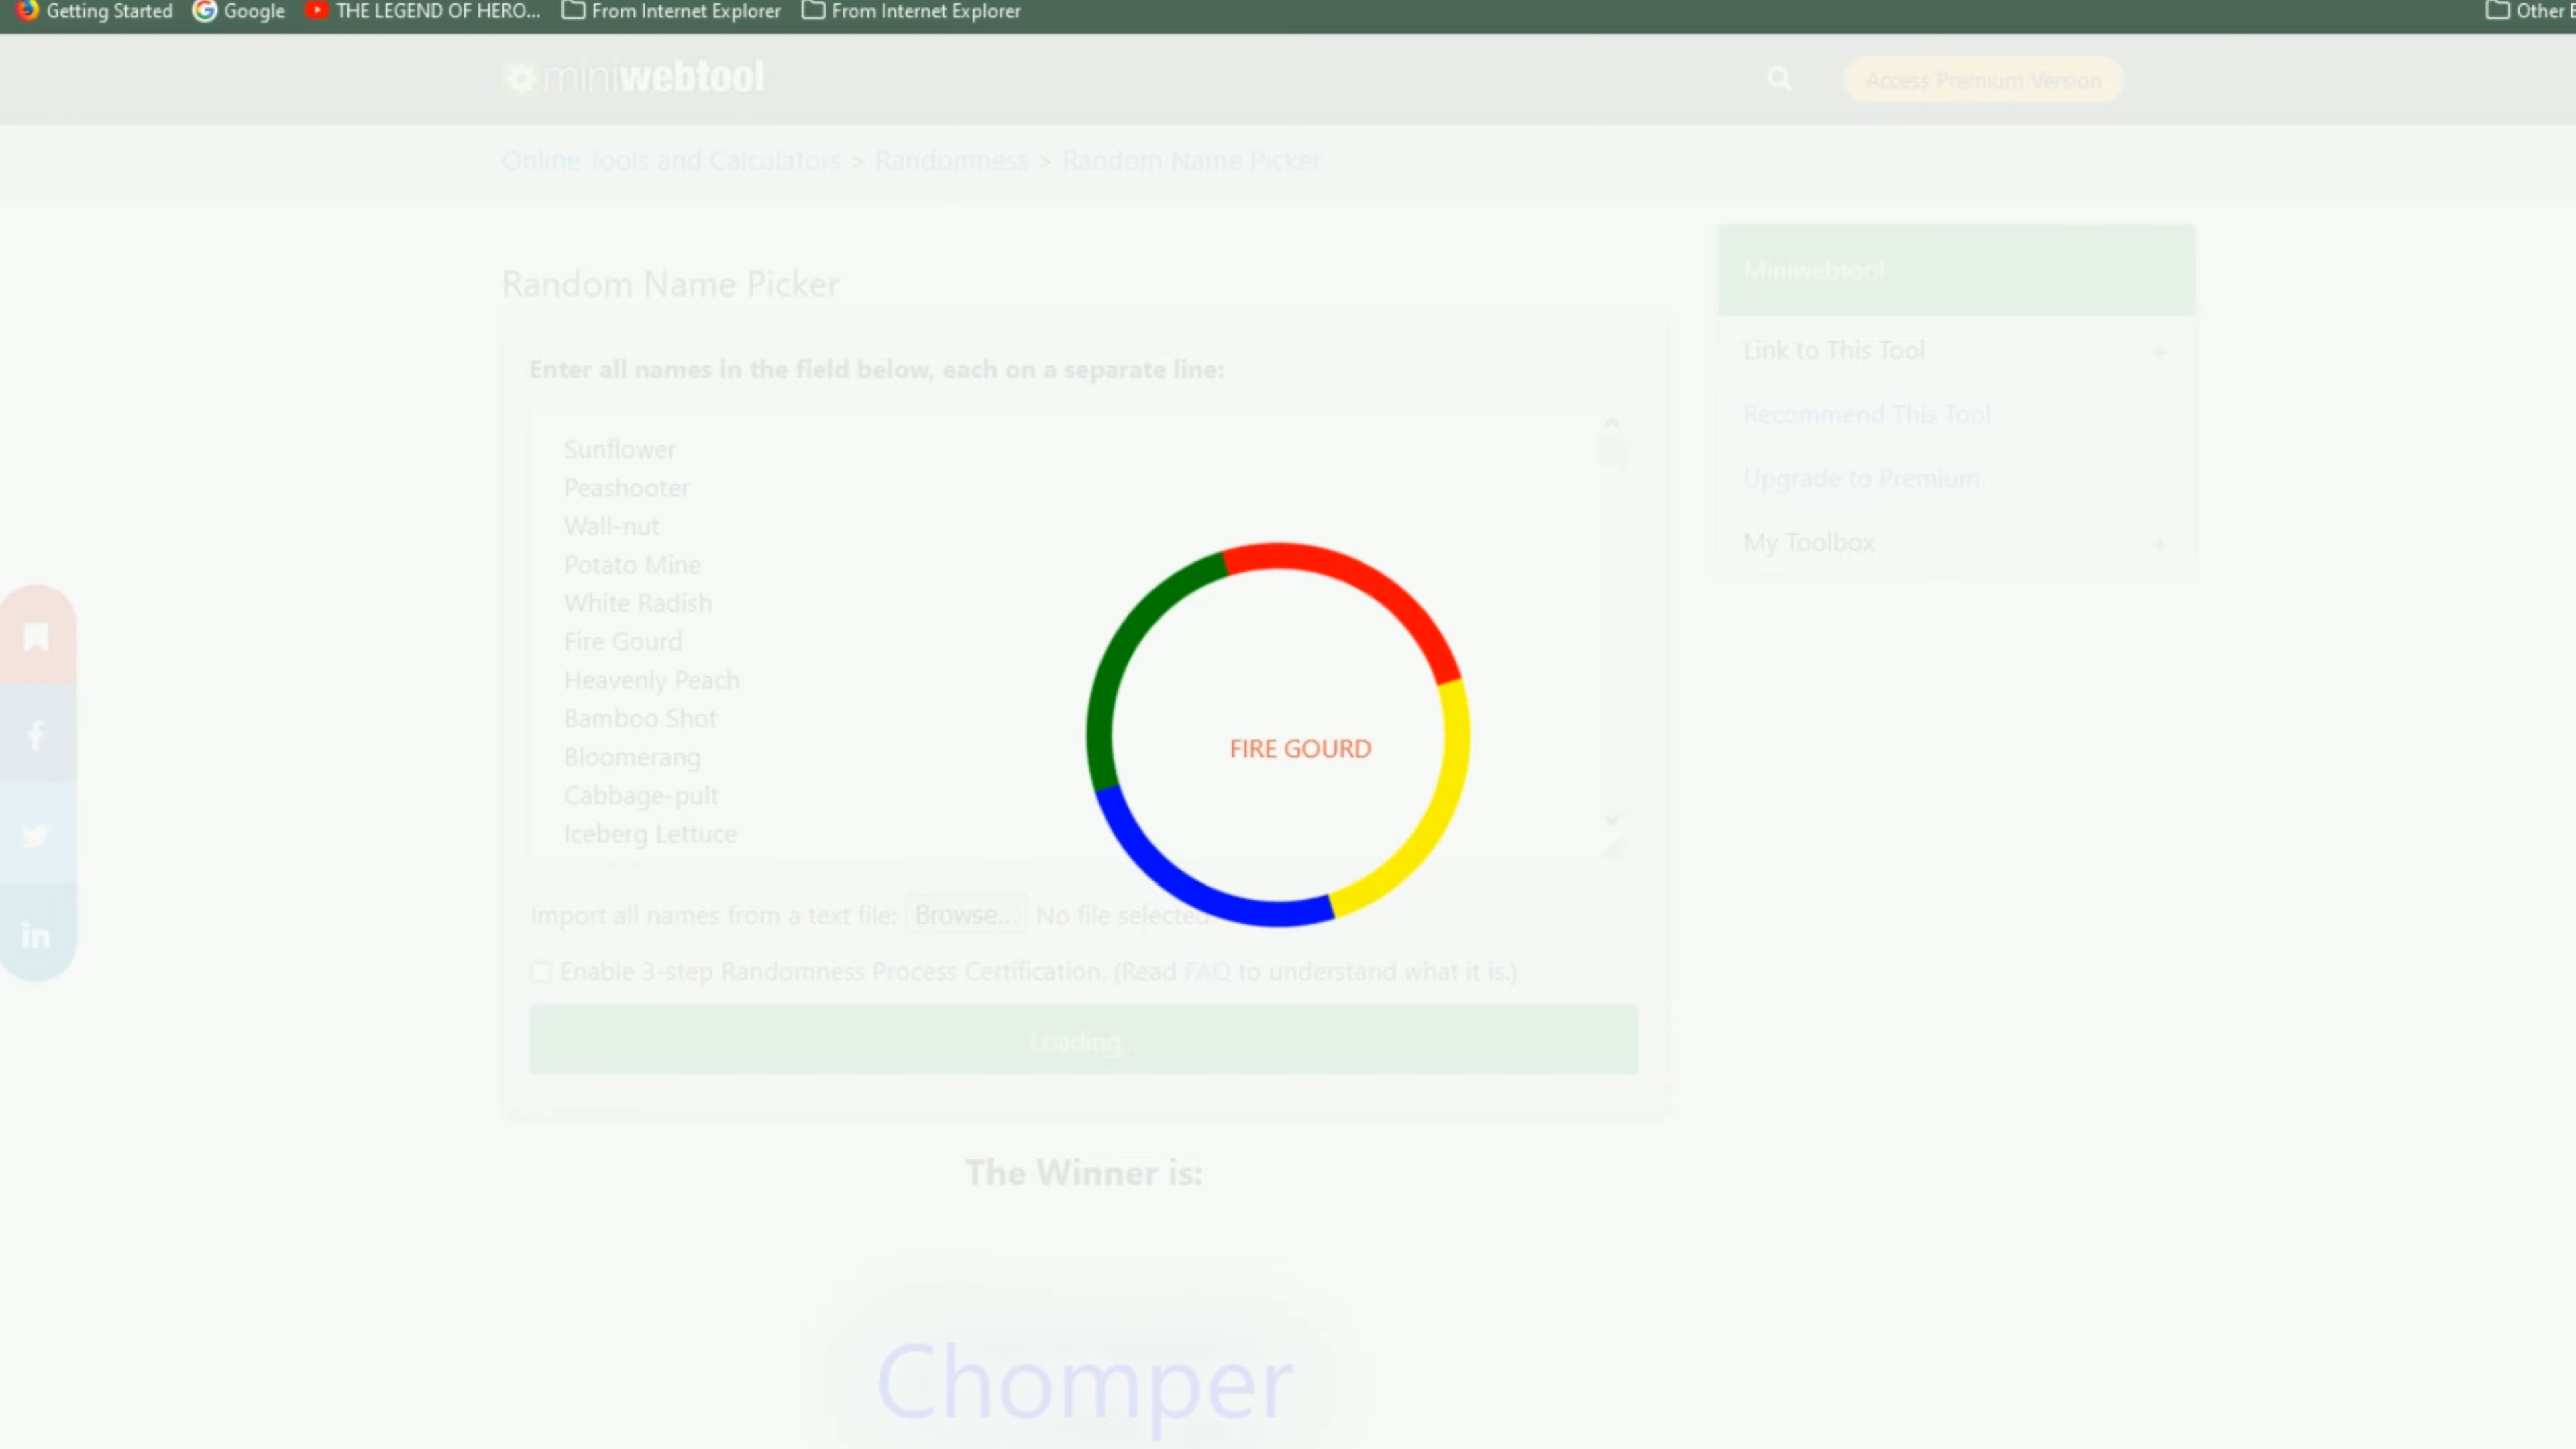 Getting Started Google THE LEGEND OF HERO... From Internet Explorer From Internet Explorer Other
miniwebtool Access Premium Version
Online Tools and Calculators > Randomness > Random Name Picker
Random Name Picker
Enter all names in the field below, each on a separate line:
Sunflower
Peashooter
Wall-nut
Potato Mine
White Radish
Fire Gourd
Heavenly Peach
Bamboo Shot
Bloomerang
Cabbage-pult
Iceberg Lettuce
FIRE GOURD
Import all names from a text file: Browse... No file selected
Enable 3-step Randomness Process Certification. (Read FAQ to understand what it is.)
Loading...
The Winner is:
Chomper
Miniwebtool
Link to This Tool +
Recommend This Tool
Upgrade to Premium
My Toolbox +
f
in